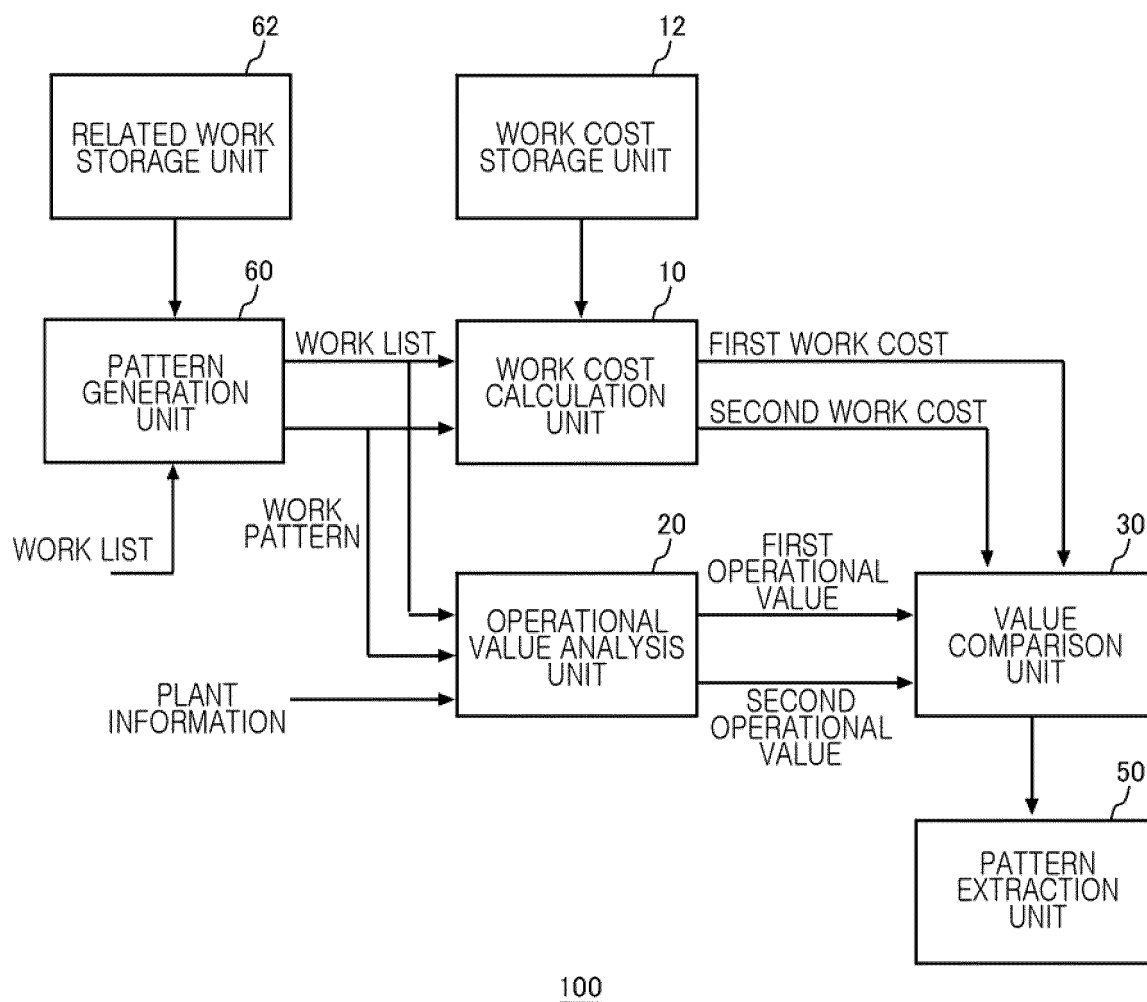 62
12
RELATED WORK
STORAGE UNIT
WORK COST
STORAGE UNIT
60
10
PATTERN
GENERATION
UNIT
WORK LIST
WORK COST
CALCULATION
UNIT
FIRST WORK COST
SECOND WORK COST
WORK LIST
WORK
PATTERN
20
FIRST
OPERATIONAL
VALUE
30
OPERATIONAL
VALUE ANALYSIS
UNIT
VALUE
COMPARISON
UNIT
PLANT
INFORMATION
SECOND
OPERATIONAL
VALUE
50
PATTERN
EXTRACTION
UNIT
100